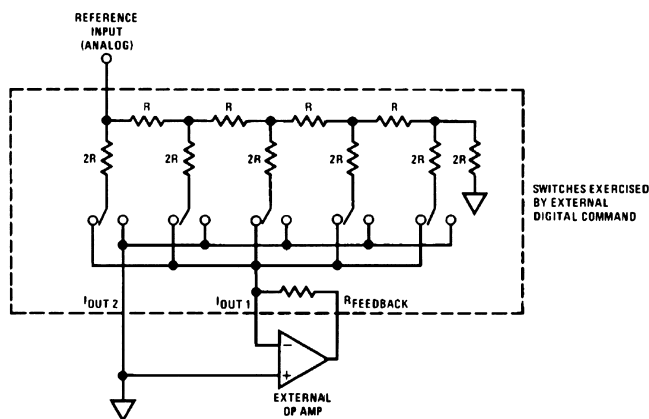 REFERENCE
INPUT
(ANALOG)
R
R
R
R
2R
2R
2R
2R
2R
2R
SWITCHES EXERCISED
BY EXTERNAL
DIGITAL COMMAND
IOUT 2
IOUT 1
RFEEDBACK
−
+
EXTERNAL
OP AMP